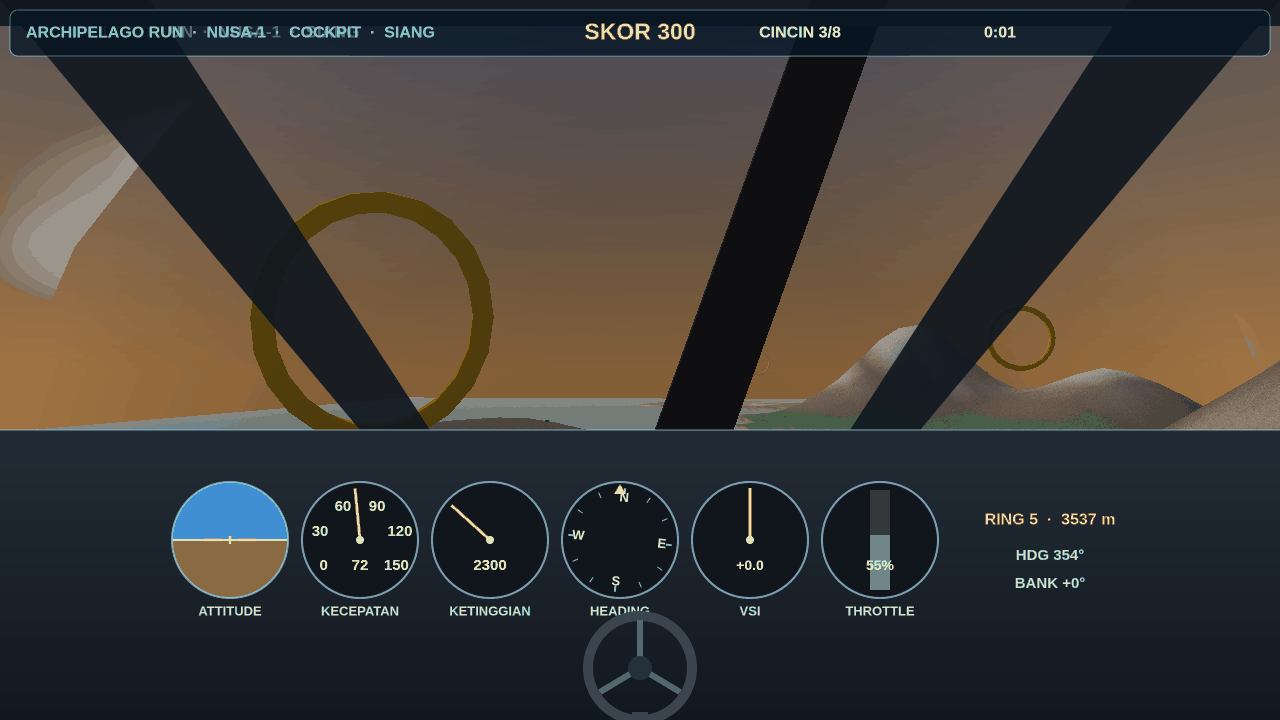 ARCHIPELAGO RUN · NUSA-1 · COCKPIT · SIANG
SKOR 300
CINCIN 3/8
0:01
60 90
30 120
0 72 150
2300
N
W E
S
+0.0
55%
RING 5 · 3537 m
HDG 354°
BANK +0°
ATTITUDE KECEPATAN KETINGGIAN HEADING VSI THROTTLE